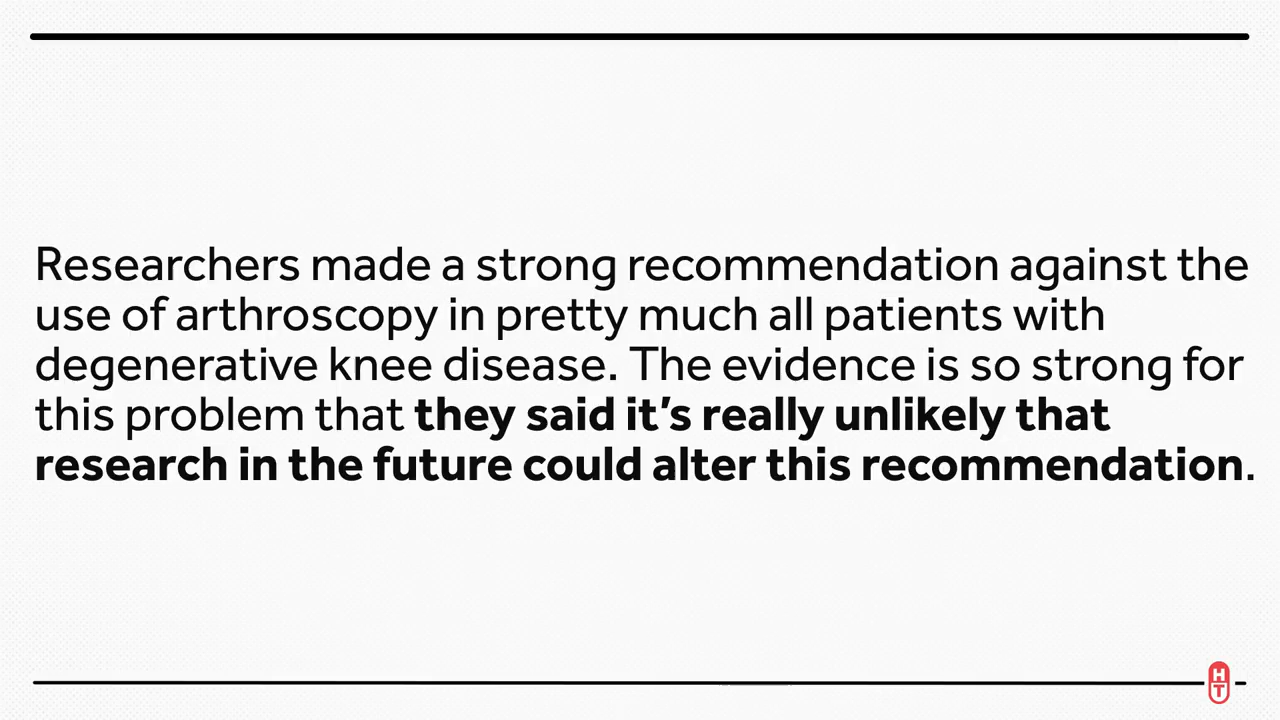 Researchers made a strong recommendation against the
use of arthroscopy in pretty much all patients with
degenerative knee disease. The evidence is so strong for
this problem that they said it’s really unlikely that
research in the future could alter this recommendation.
H
T